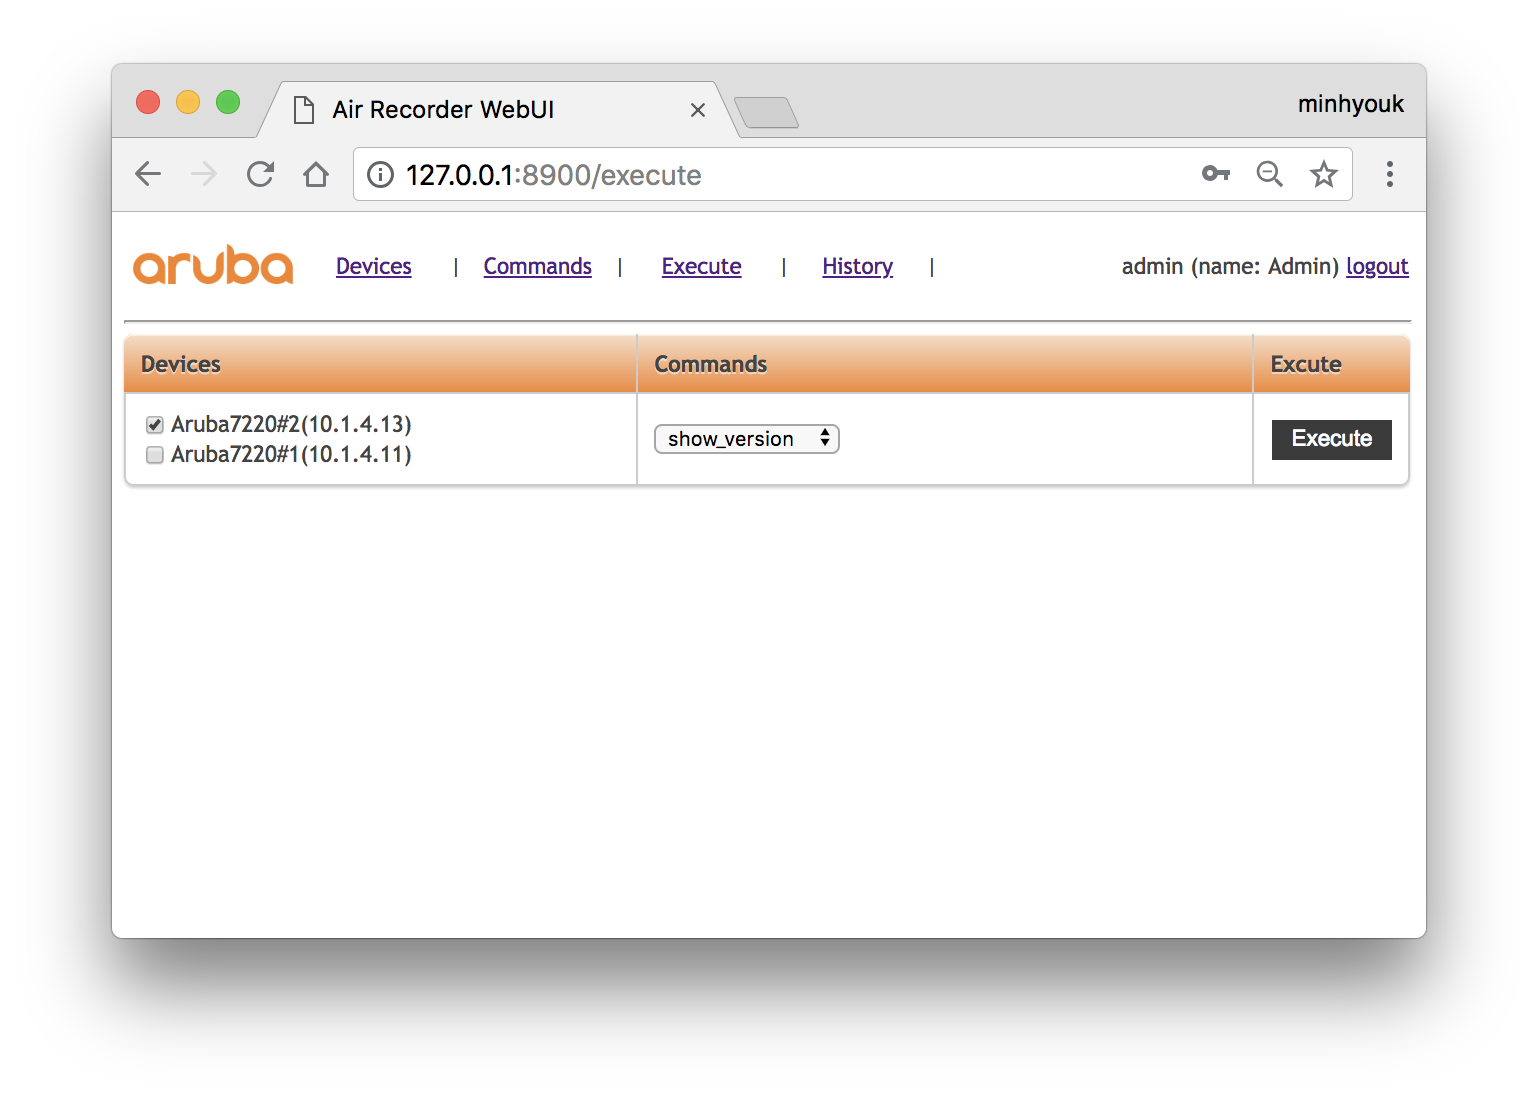 Air Recorder WebUI
minhyouk
127.0.0.1:8900/execute
aruba Devices | Commands | Execute | History | admin (name: Admin) logout
Devices Commands Excute
Aruba7220#2(10.1.4.13)
Aruba7220#1(10.1.4.11)
show_version
Execute